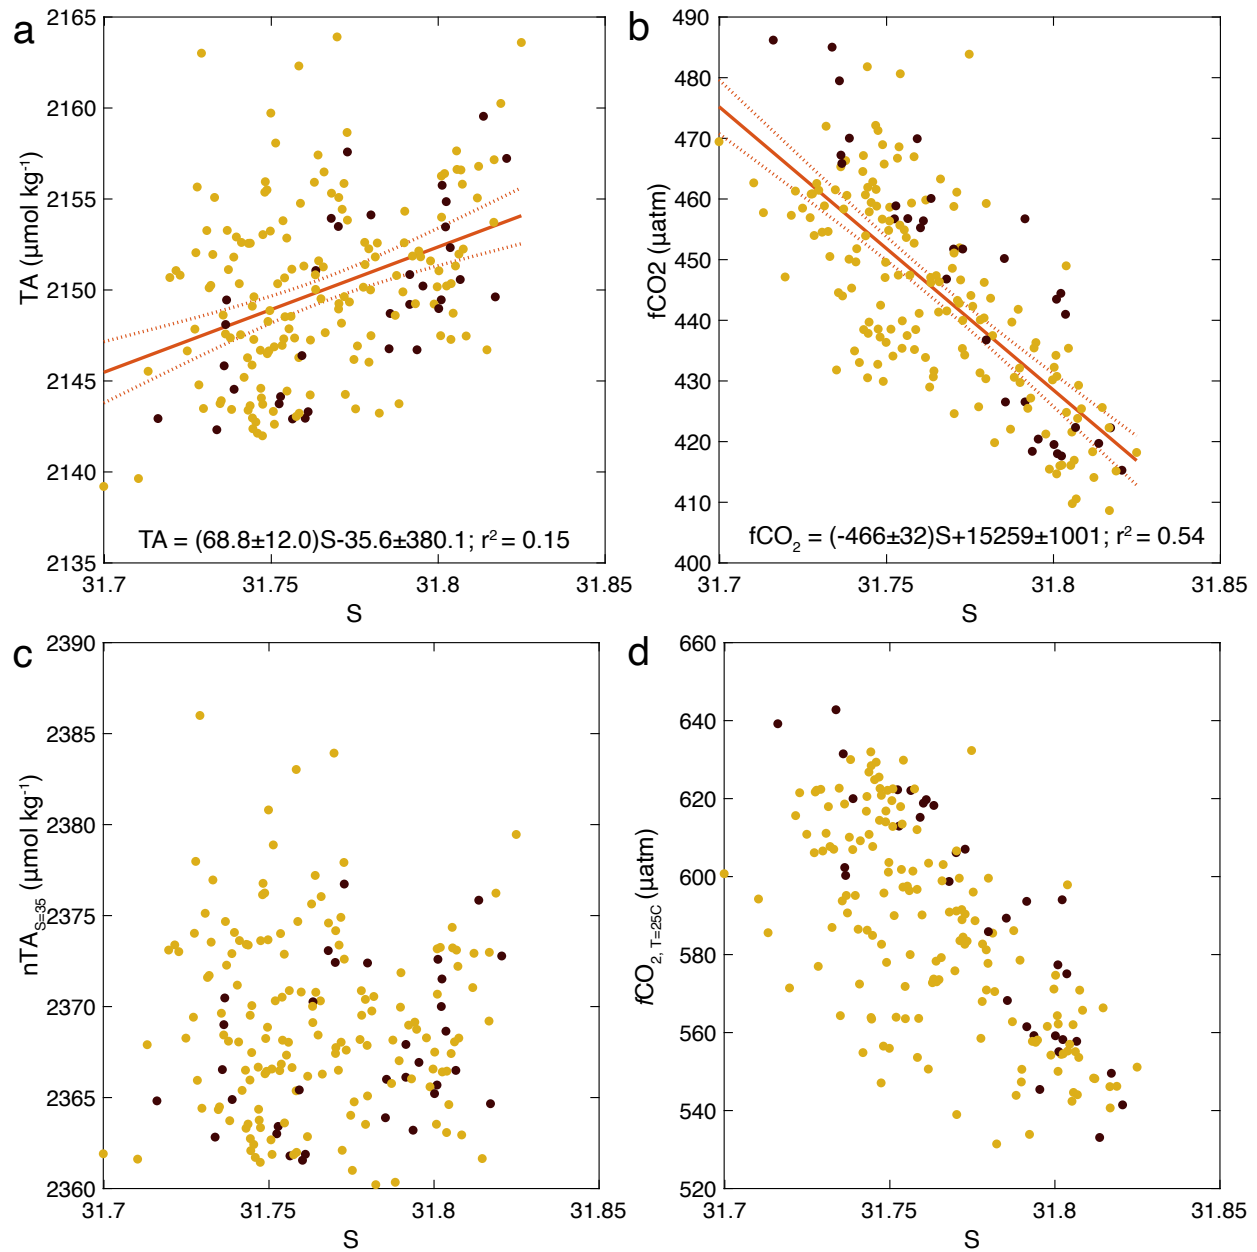 a
2165
2160
2155
2150
2145
2140
2135
TA (µmol kg⁻¹)
TA = (68.8±12.0)S-35.6±380.1; r² = 0.15
31.7 31.75 31.8 31.85
S
b
490
480
470
460
450
440
430
420
410
400
fCO2 (µatm)
fCO₂ = (-466±32)S+15259±1001; r² = 0.54
31.7 31.75 31.8 31.85
S
c
2390
2385
2380
2375
2370
2365
2360
nTA_S=35 (µmol kg⁻¹)
31.7 31.75 31.8 31.85
S
d
660
640
620
600
580
560
540
520
fCO₂, T=25C (µatm)
31.7 31.75 31.8 31.85
S